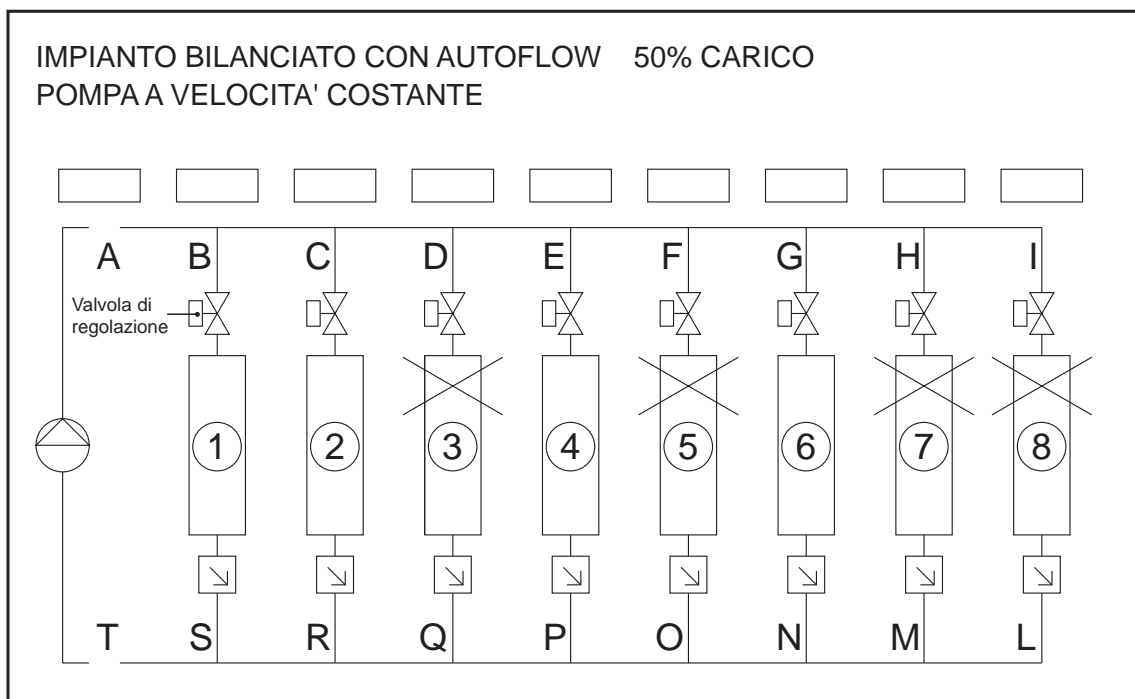 IMPIANTO BILANCIATO CON AUTOFLOW 50% CARICO
POMPA A VELOCITA' COSTANTE
A B C D E F G H I
Valvola di
regolazione
1 2 3 4 5 6 7 8
T S R Q P O N M L